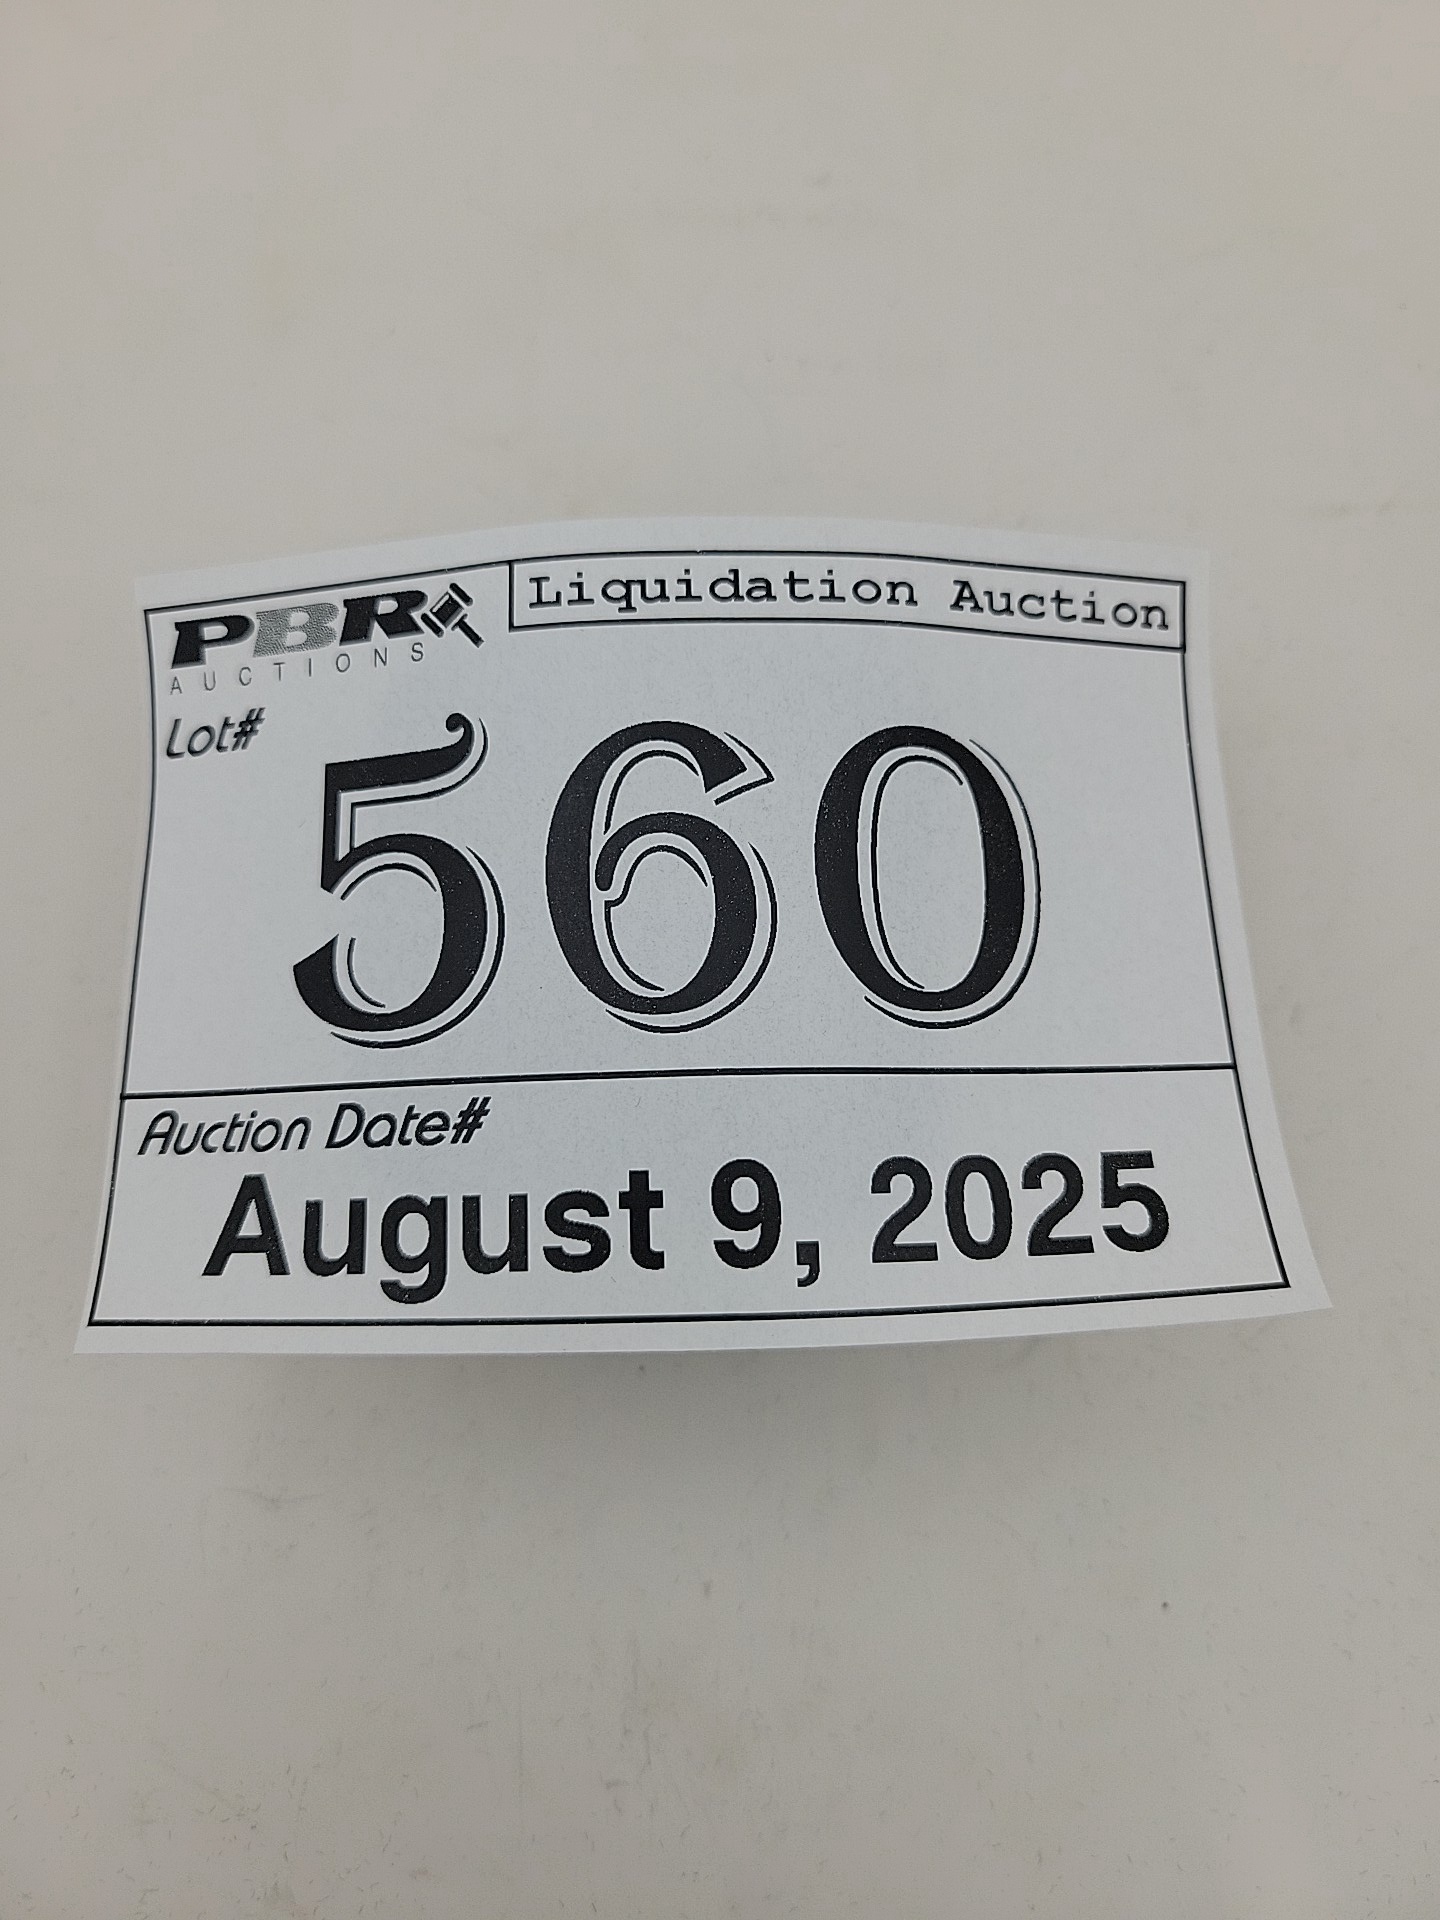 PBR
AUCTIONS
Liquidation Auction
Lot#
560
Auction Date#
August 9, 2025